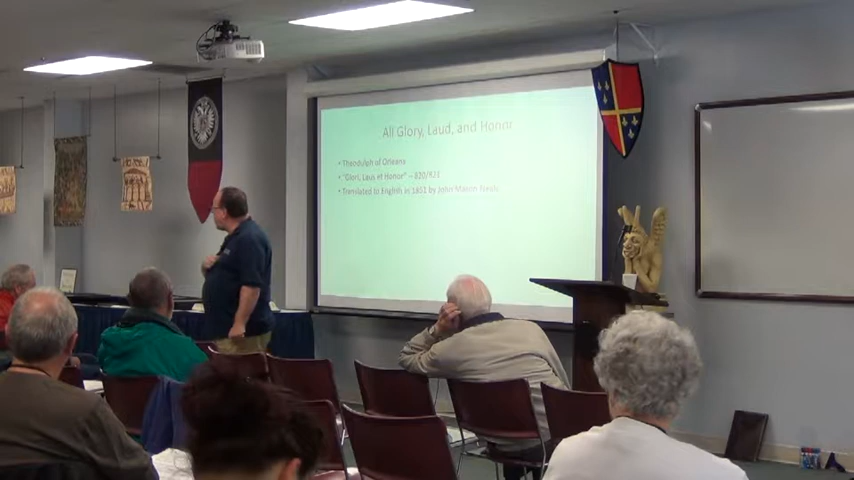 All Glory, Laud, and Honor
• Theodulph of Orleans
• "Glori, Laus et Honor" – 820/821
• Translated to English in 1851 by John Mason Neale